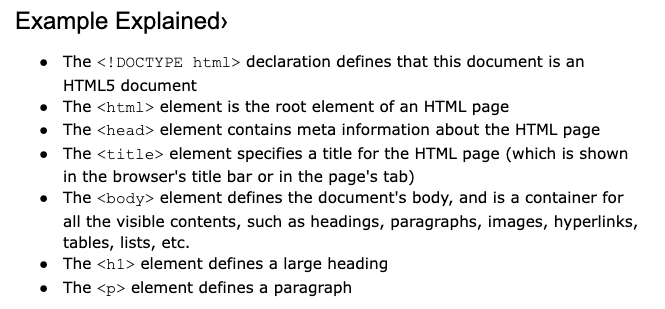 Example Explained›
● The <!DOCTYPE html> declaration defines that this document is an
HTML5 document
● The <html> element is the root element of an HTML page
● The <head> element contains meta information about the HTML page
● The <title> element specifies a title for the HTML page (which is shown
in the browser's title bar or in the page's tab)
● The <body> element defines the document's body, and is a container for
all the visible contents, such as headings, paragraphs, images, hyperlinks,
tables, lists, etc.
● The <h1> element defines a large heading
● The <p> element defines a paragraph